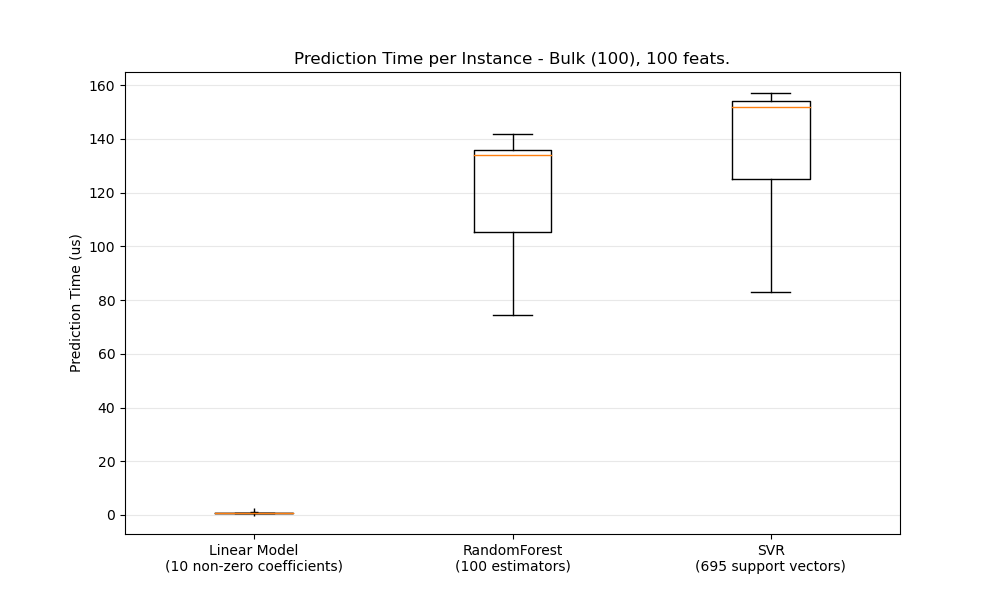 Prediction Time per Instance - Bulk (100), 100 feats.
Prediction Time (us)
160
140
120
100
80
60
40
20
0
Linear Model
(10 non-zero coefficients)
RandomForest
(100 estimators)
SVR
(695 support vectors)